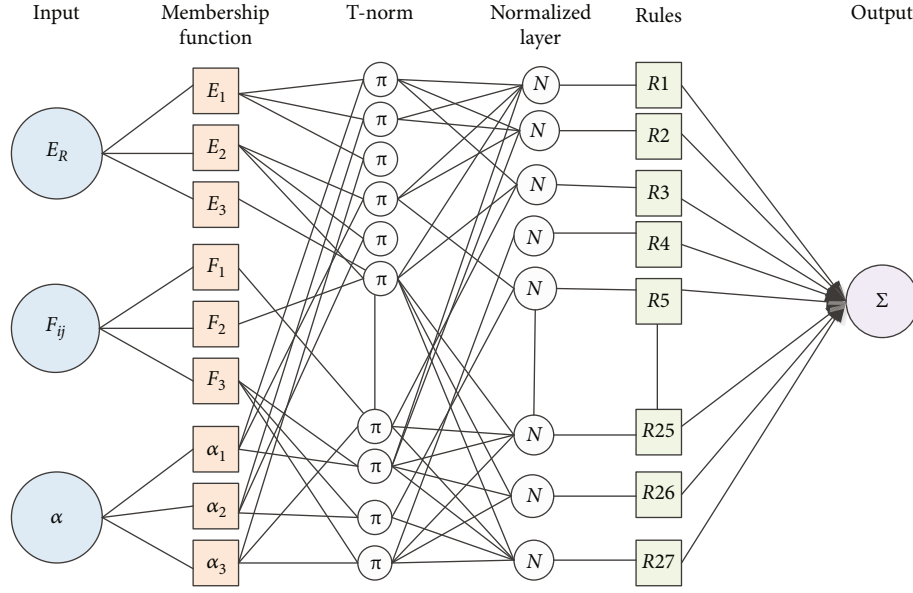 Input
Membership
function
T-norm
Normalized
layer
Rules
Output
E_R
F_ij
α
E_1
E_2
E_3
F_1
F_2
F_3
α_1
α_2
α_3
π
π
π
π
π
π
π
π
π
π
N
N
N
N
N
N
N
N
R1
R2
R3
R4
R5
R25
R26
R27
Σ